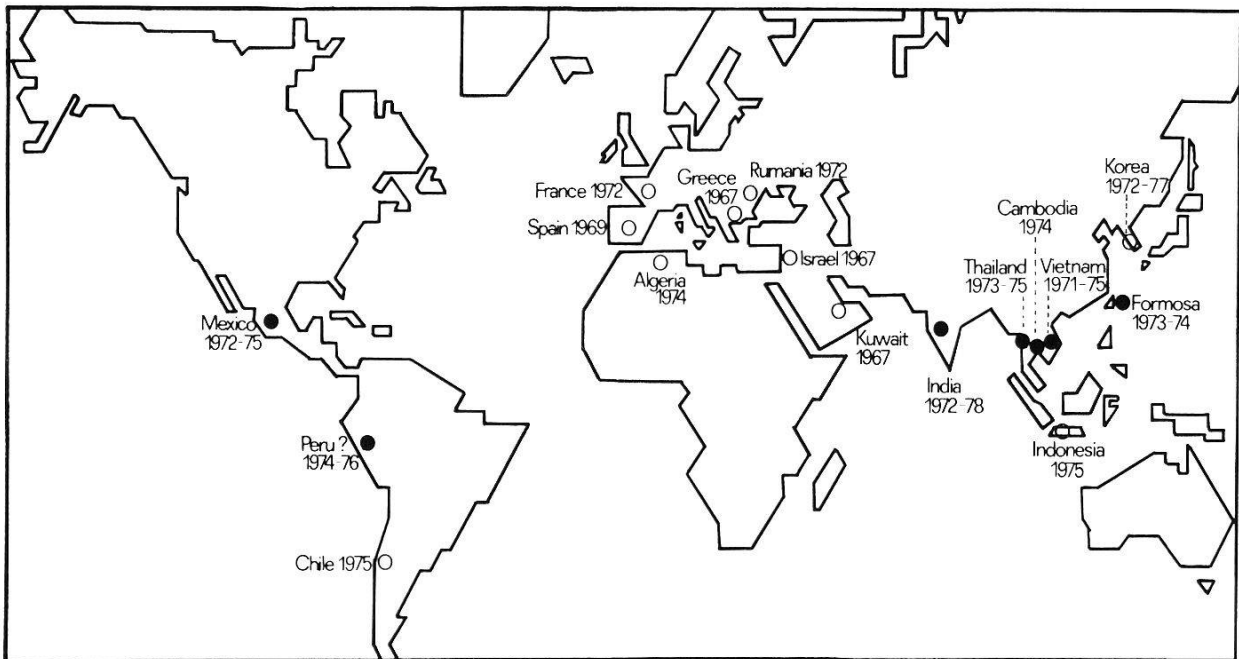 France 1972
Greece
1967
Rumania 1972
Spain 1969
Algeria
1974
Israel 1967
Kuwait
1967
Korea
1972-77
Cambodia
1974
Thailand
1973-75
Vietnam
1971-75
Formosa
1973-74
Mexico
1972-75
India
1972-78
Peru ?
1974-76
Indonesia
1975
Chile 1975